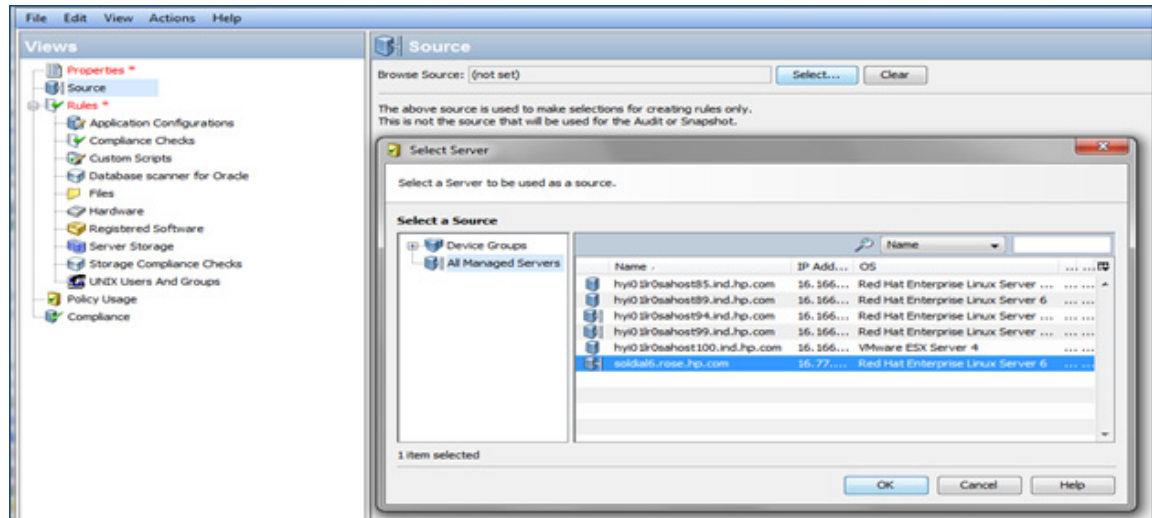 File Edit View Actions Help
Views
Properties *
Source
Rules *
Application Configurations
Compliance Checks
Custom Scripts
Database scanner for Oracle
Files
Hardware
Registered Software
Server Storage
Storage Compliance Checks
UNIX Users And Groups
Policy Usage
Compliance
Source
Browse Source: (not set) Select... Clear
The above source is used to make selections for creating rules only.
This is not the source that will be used for the Audit or Snapshot.
Select Server
Select a Server to be used as a source.
Select a Source
Device Groups
All Managed Servers
Name
Name IP Add... OS ... ...
hyi01lr0sahost85.ind.hp.com 16.166... Red Hat Enterprise Linux Server ... ... ...
hyi01lr0sahost89.ind.hp.com 16.166... Red Hat Enterprise Linux Server 6 ... ...
hyi01lr0sahost94.ind.hp.com 16.166... Red Hat Enterprise Linux Server ... ... ...
hyi01lr0sahost99.ind.hp.com 16.166... Red Hat Enterprise Linux Server ... ... ...
hyi01lr0sahost100.ind.hp.com 16.166... VMware ESX Server 4 ... ...
soldial6.rose.hp.com 16.77.... Red Hat Enterprise Linux Server 6 ... ...
1 item selected
OK Cancel Help